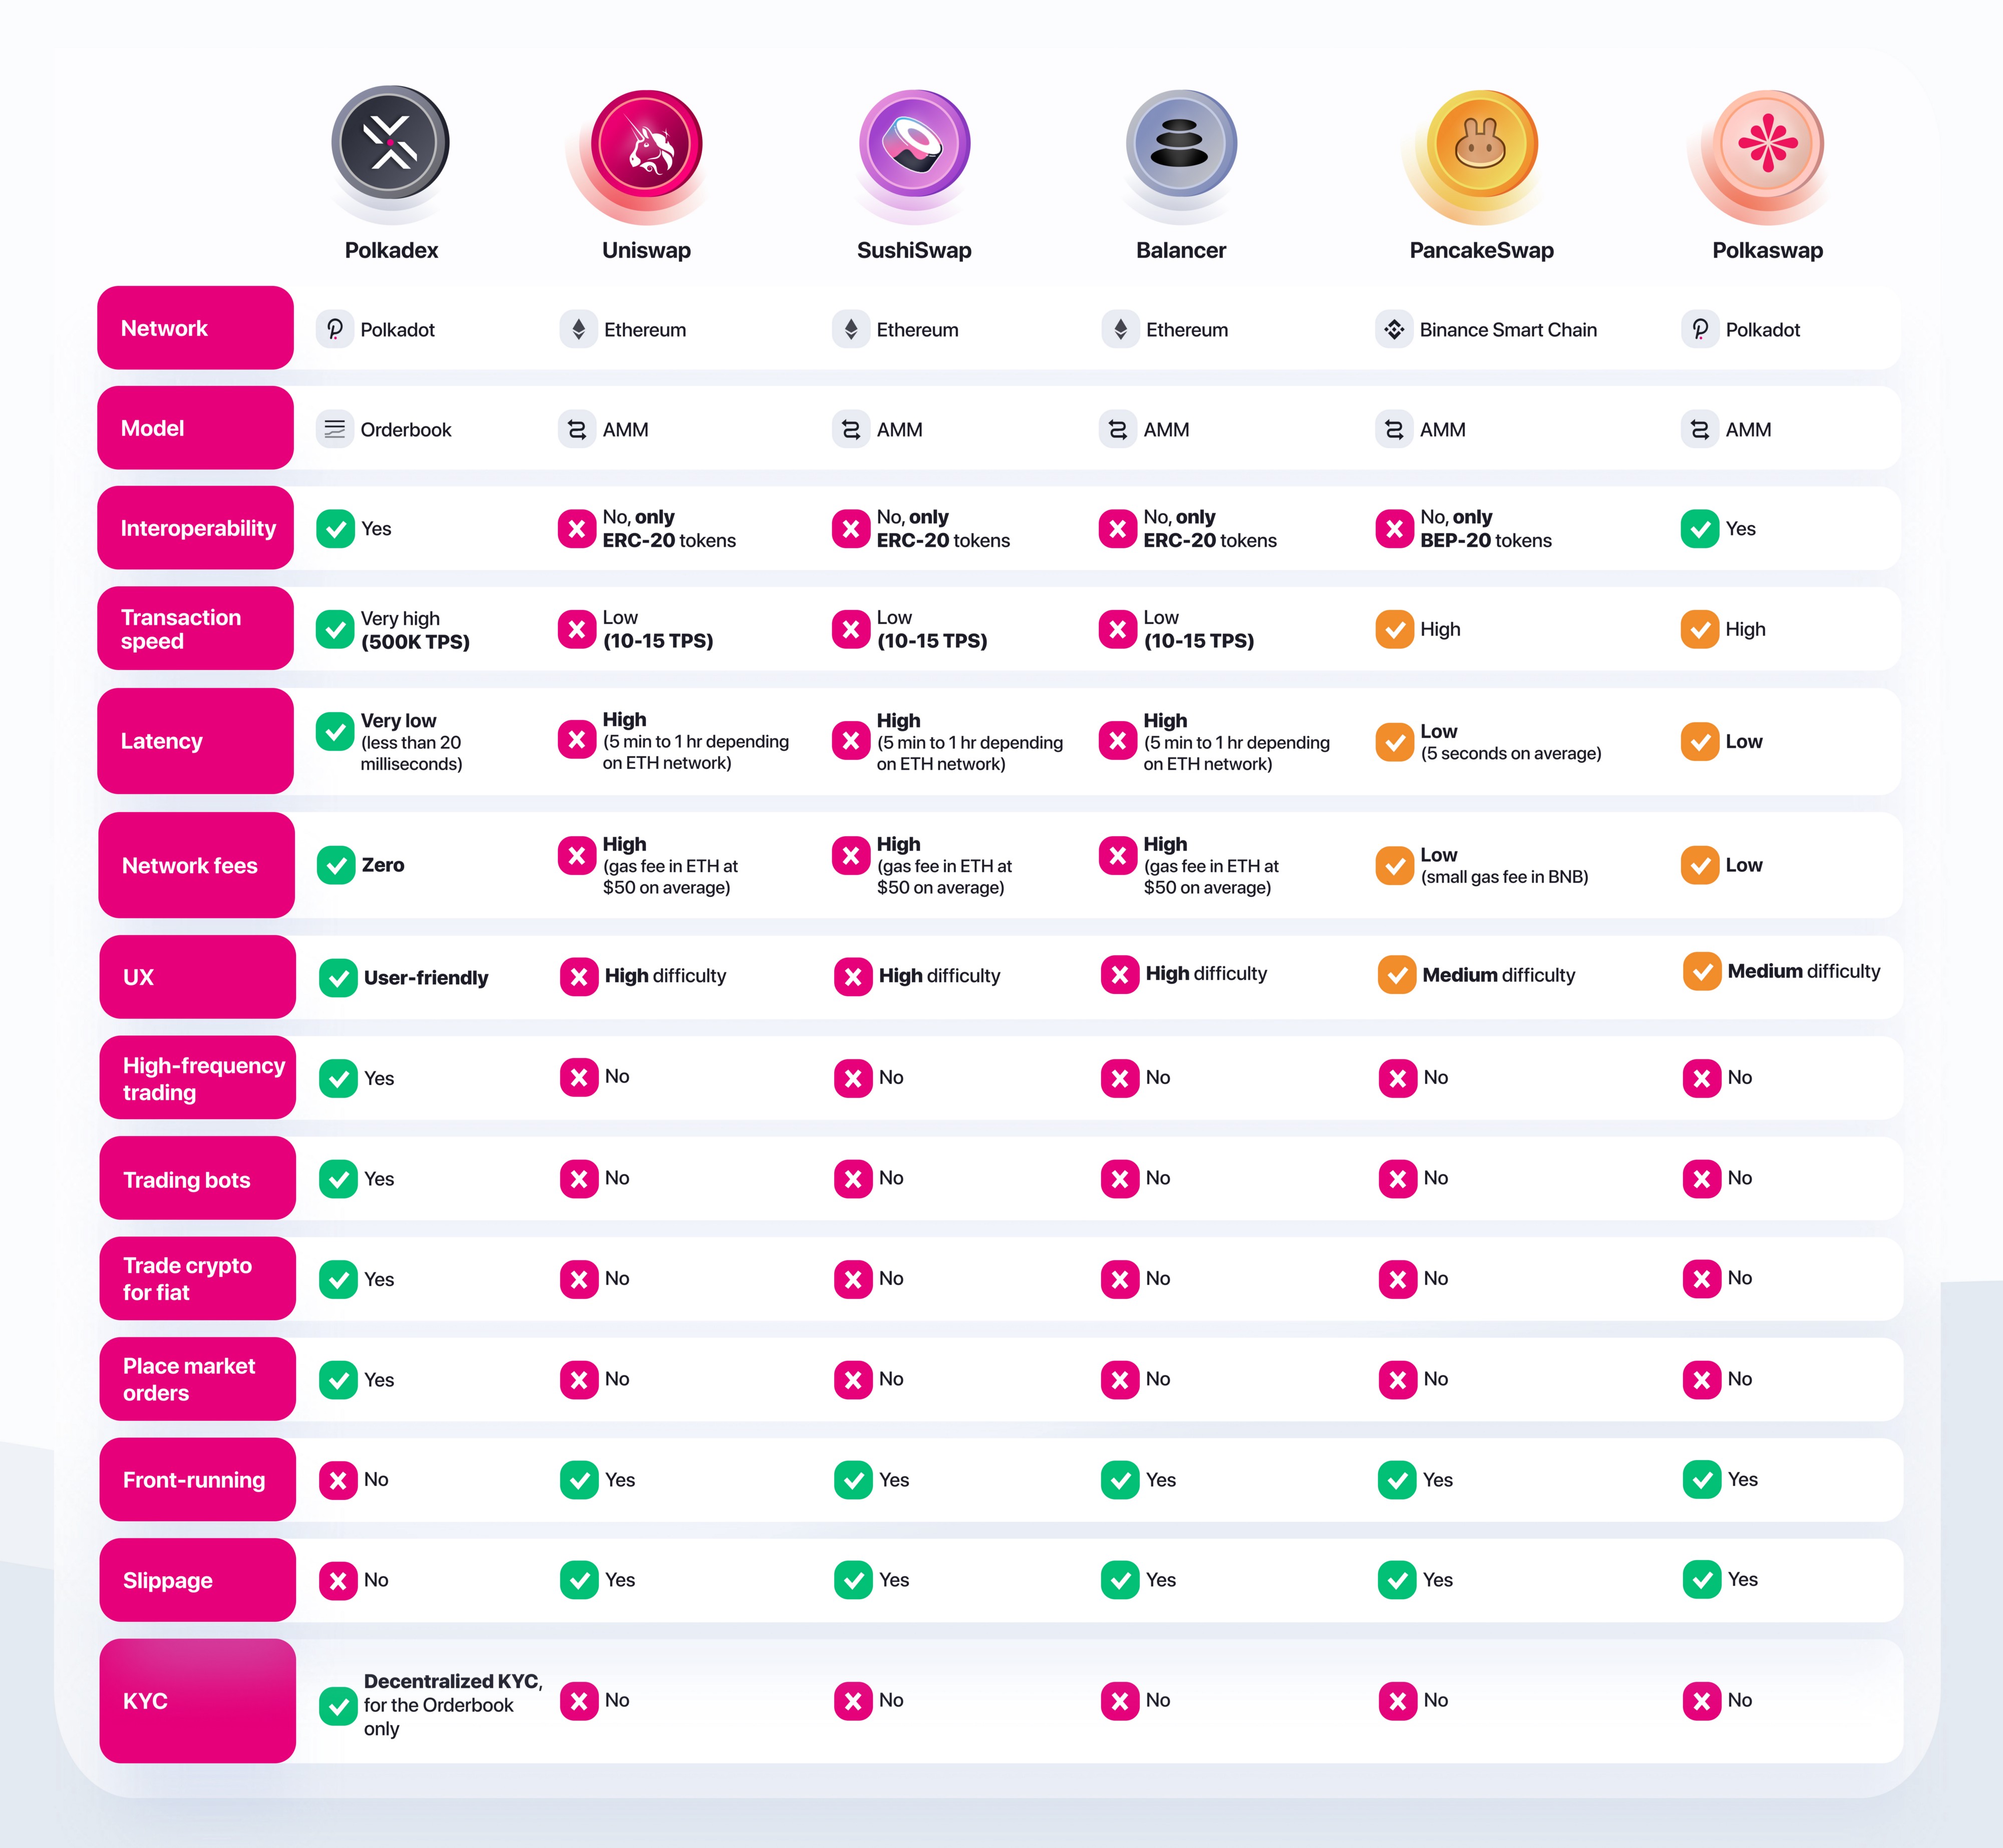 Polkadex
Uniswap
SushiSwap
Balancer
PancakeSwap
Polkaswap
Network
Polkadot
Ethereum
Ethereum
Ethereum
Binance Smart Chain
Polkadot
Model
Orderbook
AMM
AMM
AMM
AMM
AMM
Interoperability
Yes
No, only
ERC-20 tokens
No, only
ERC-20 tokens
No, only
ERC-20 tokens
No, only
BEP-20 tokens
Yes
Transaction
speed
Very high
(500K TPS)
Low
(10-15 TPS)
Low
(10-15 TPS)
Low
(10-15 TPS)
High
High
Latency
Very low
(less than 20
milliseconds)
High
(5 min to 1 hr depending
on ETH network)
High
(5 min to 1 hr depending
on ETH network)
High
(5 min to 1 hr depending
on ETH network)
Low
(5 seconds on average)
Low
Network fees
Zero
High
(gas fee in ETH at
$50 on average)
High
(gas fee in ETH at
$50 on average)
High
(gas fee in ETH at
$50 on average)
Low
(small gas fee in BNB)
Low
UX
User-friendly
High difficulty
High difficulty
High difficulty
Medium difficulty
Medium difficulty
High-frequency
trading
Yes
No
No
No
No
No
Trading bots
Yes
No
No
No
No
No
Trade crypto
for fiat
Yes
No
No
No
No
No
Place market
orders
Yes
No
No
No
No
No
Front-running
No
Yes
Yes
Yes
Yes
Yes
Slippage
No
Yes
Yes
Yes
Yes
Yes
KYC
Decentralized KYC,
for the Orderbook
only
No
No
No
No
No